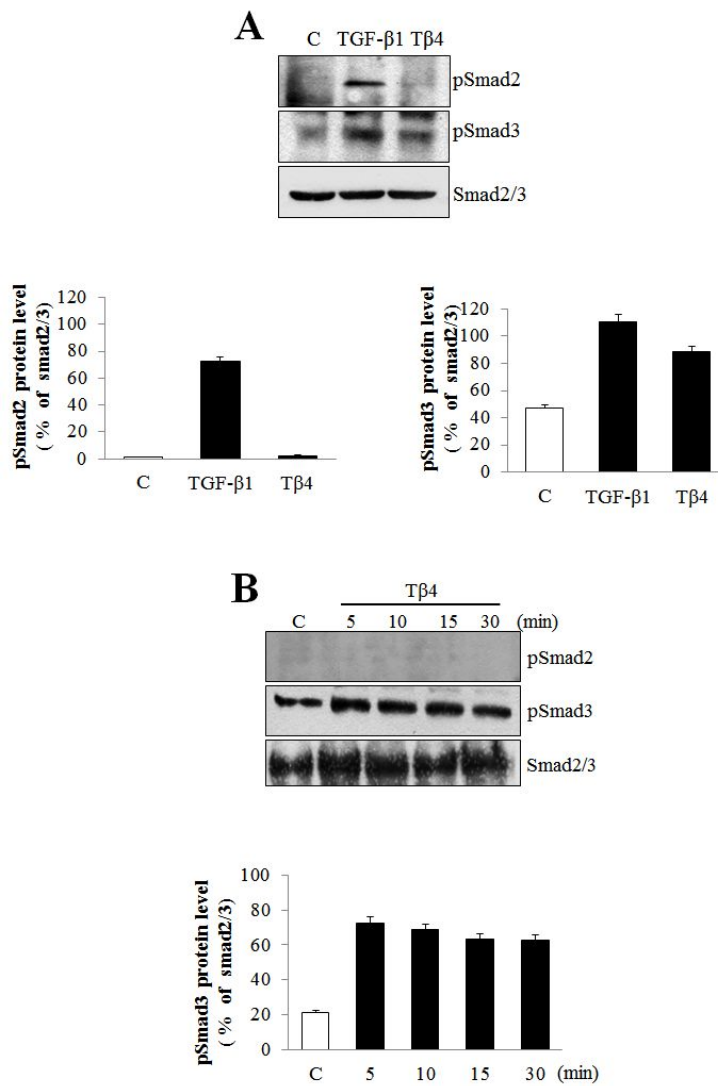 A
C TGF-β1 Tβ4
pSmad2
pSmad3
Smad2/3
pSmad2 protein level
( % of smad2/3)
120
100
80
60
40
20
0
C TGF-β1 Tβ4
pSmad3 protein level
( % of smad2/3)
120
100
80
60
40
20
0
C TGF-β1 Tβ4
B
Tβ4
C 5 10 15 30 (min)
pSmad2
pSmad3
Smad2/3
pSmad3 protein level
( % of smad2/3)
100
80
60
40
20
0
C 5 10 15 30 (min)